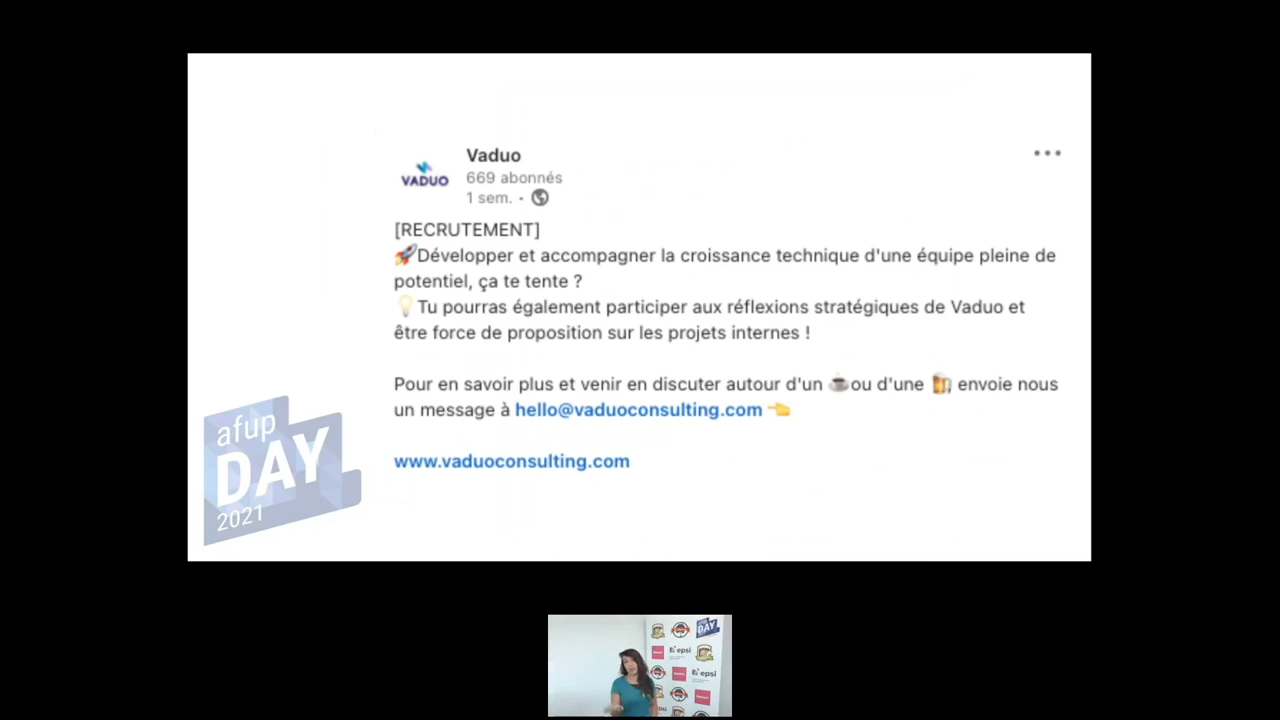 Vaduo
VADUO
669 abonnés
1 sem. •
[RECRUTEMENT]
🚀Développer et accompagner la croissance technique d'une équipe pleine de
potentiel, ça te tente ?
💡Tu pourras également participer aux réflexions stratégiques de Vaduo et
être force de proposition sur les projets internes !
Pour en savoir plus et venir en discuter autour d'un ☕ou d'une 🍻 envoie nous
un message à hello@vaduoconsulting.com 👈
www.vaduoconsulting.com
afup
DAY
2021
DAY
epsi
epsi